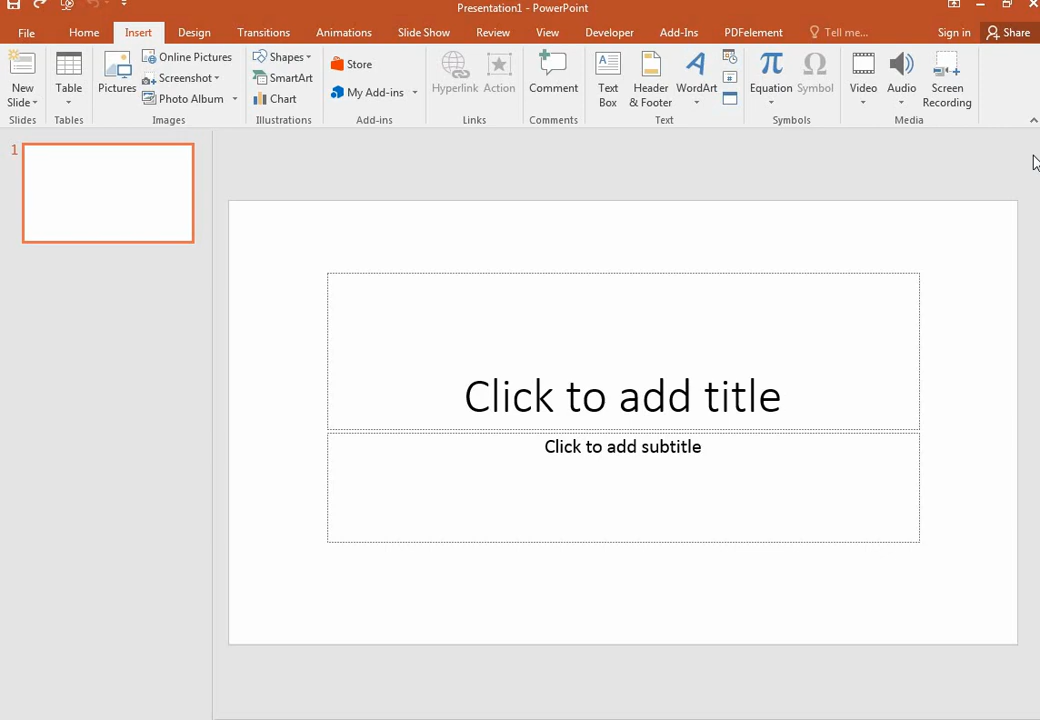 Presentation1 - PowerPoint
File Home Insert Design Transitions Animations Slide Show Review View Developer Add-Ins PDFelement Tell me... Sign in Share
New Slide
Table
Pictures
Online Pictures
Screenshot
Photo Album
Shapes
SmartArt
Chart
Store
My Add-ins
Hyperlink
Action
Comment
Text Box
Header & Footer
WordArt
Equation
Symbol
Video
Audio
Screen Recording
Slides Tables Images Illustrations Add-ins Links Comments Text Symbols Media
1
Click to add title
Click to add subtitle